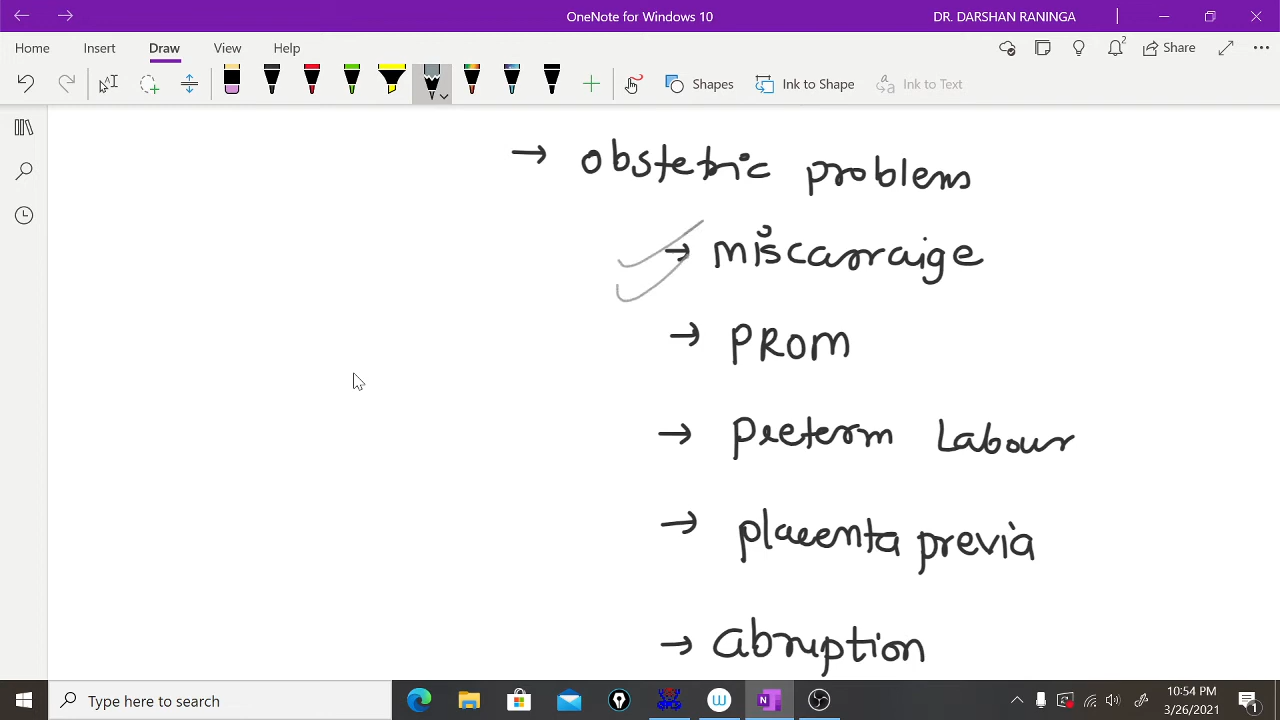 OneNote for Windows 10
DR. DARSHAN RANINGA
Home Insert Draw View Help
2 Share
Shapes Ink to Shape Ink to Text
→ obstetric problems
→ miscarraige
→ PROM
→ preterm Labour
→ placenta previa
→ abruption
Type here to search
10:54 PM
3/26/2021
1